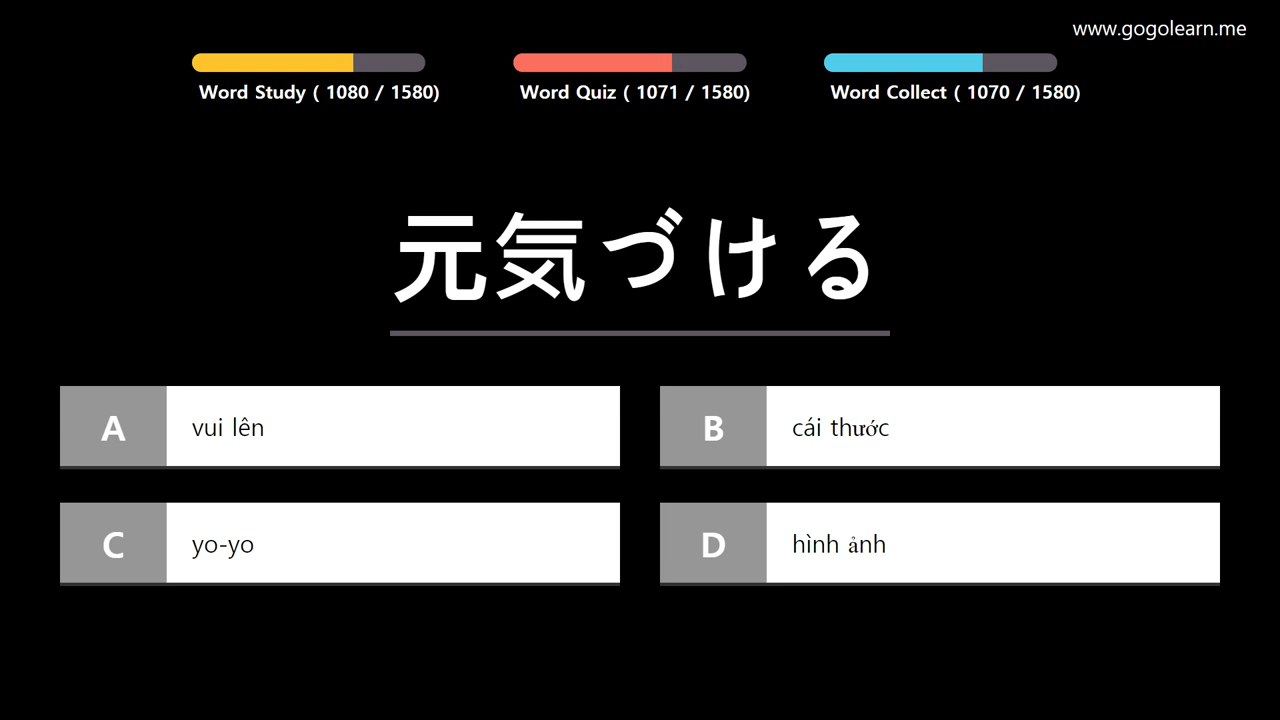 www.gogolearn.me
Word Study ( 1080 / 1580)
Word Quiz ( 1071 / 1580)
Word Collect ( 1070 / 1580)
元気づける
A vui lên
B cái thước
C yo-yo
D hình ảnh